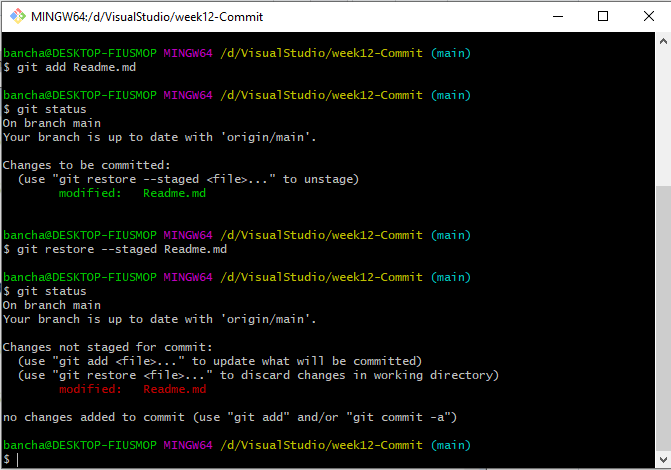 MINGW64:/d/VisualStudio/week12-Commit
bancha@DESKTOP-FIUSMOP MINGW64 /d/VisualStudio/week12-Commit (main)
$ git add Readme.md
bancha@DESKTOP-FIUSMOP MINGW64 /d/VisualStudio/week12-Commit (main)
$ git status
On branch main
Your branch is up to date with 'origin/main'.
Changes to be committed:
  (use "git restore --staged <file>..." to unstage)
        modified:   Readme.md
bancha@DESKTOP-FIUSMOP MINGW64 /d/VisualStudio/week12-Commit (main)
$ git restore --staged Readme.md
bancha@DESKTOP-FIUSMOP MINGW64 /d/VisualStudio/week12-Commit (main)
$ git status
On branch main
Your branch is up to date with 'origin/main'.
Changes not staged for commit:
  (use "git add <file>..." to update what will be committed)
  (use "git restore <file>..." to discard changes in working directory)
        modified:   Readme.md
no changes added to commit (use "git add" and/or "git commit -a")
bancha@DESKTOP-FIUSMOP MINGW64 /d/VisualStudio/week12-Commit (main)
$